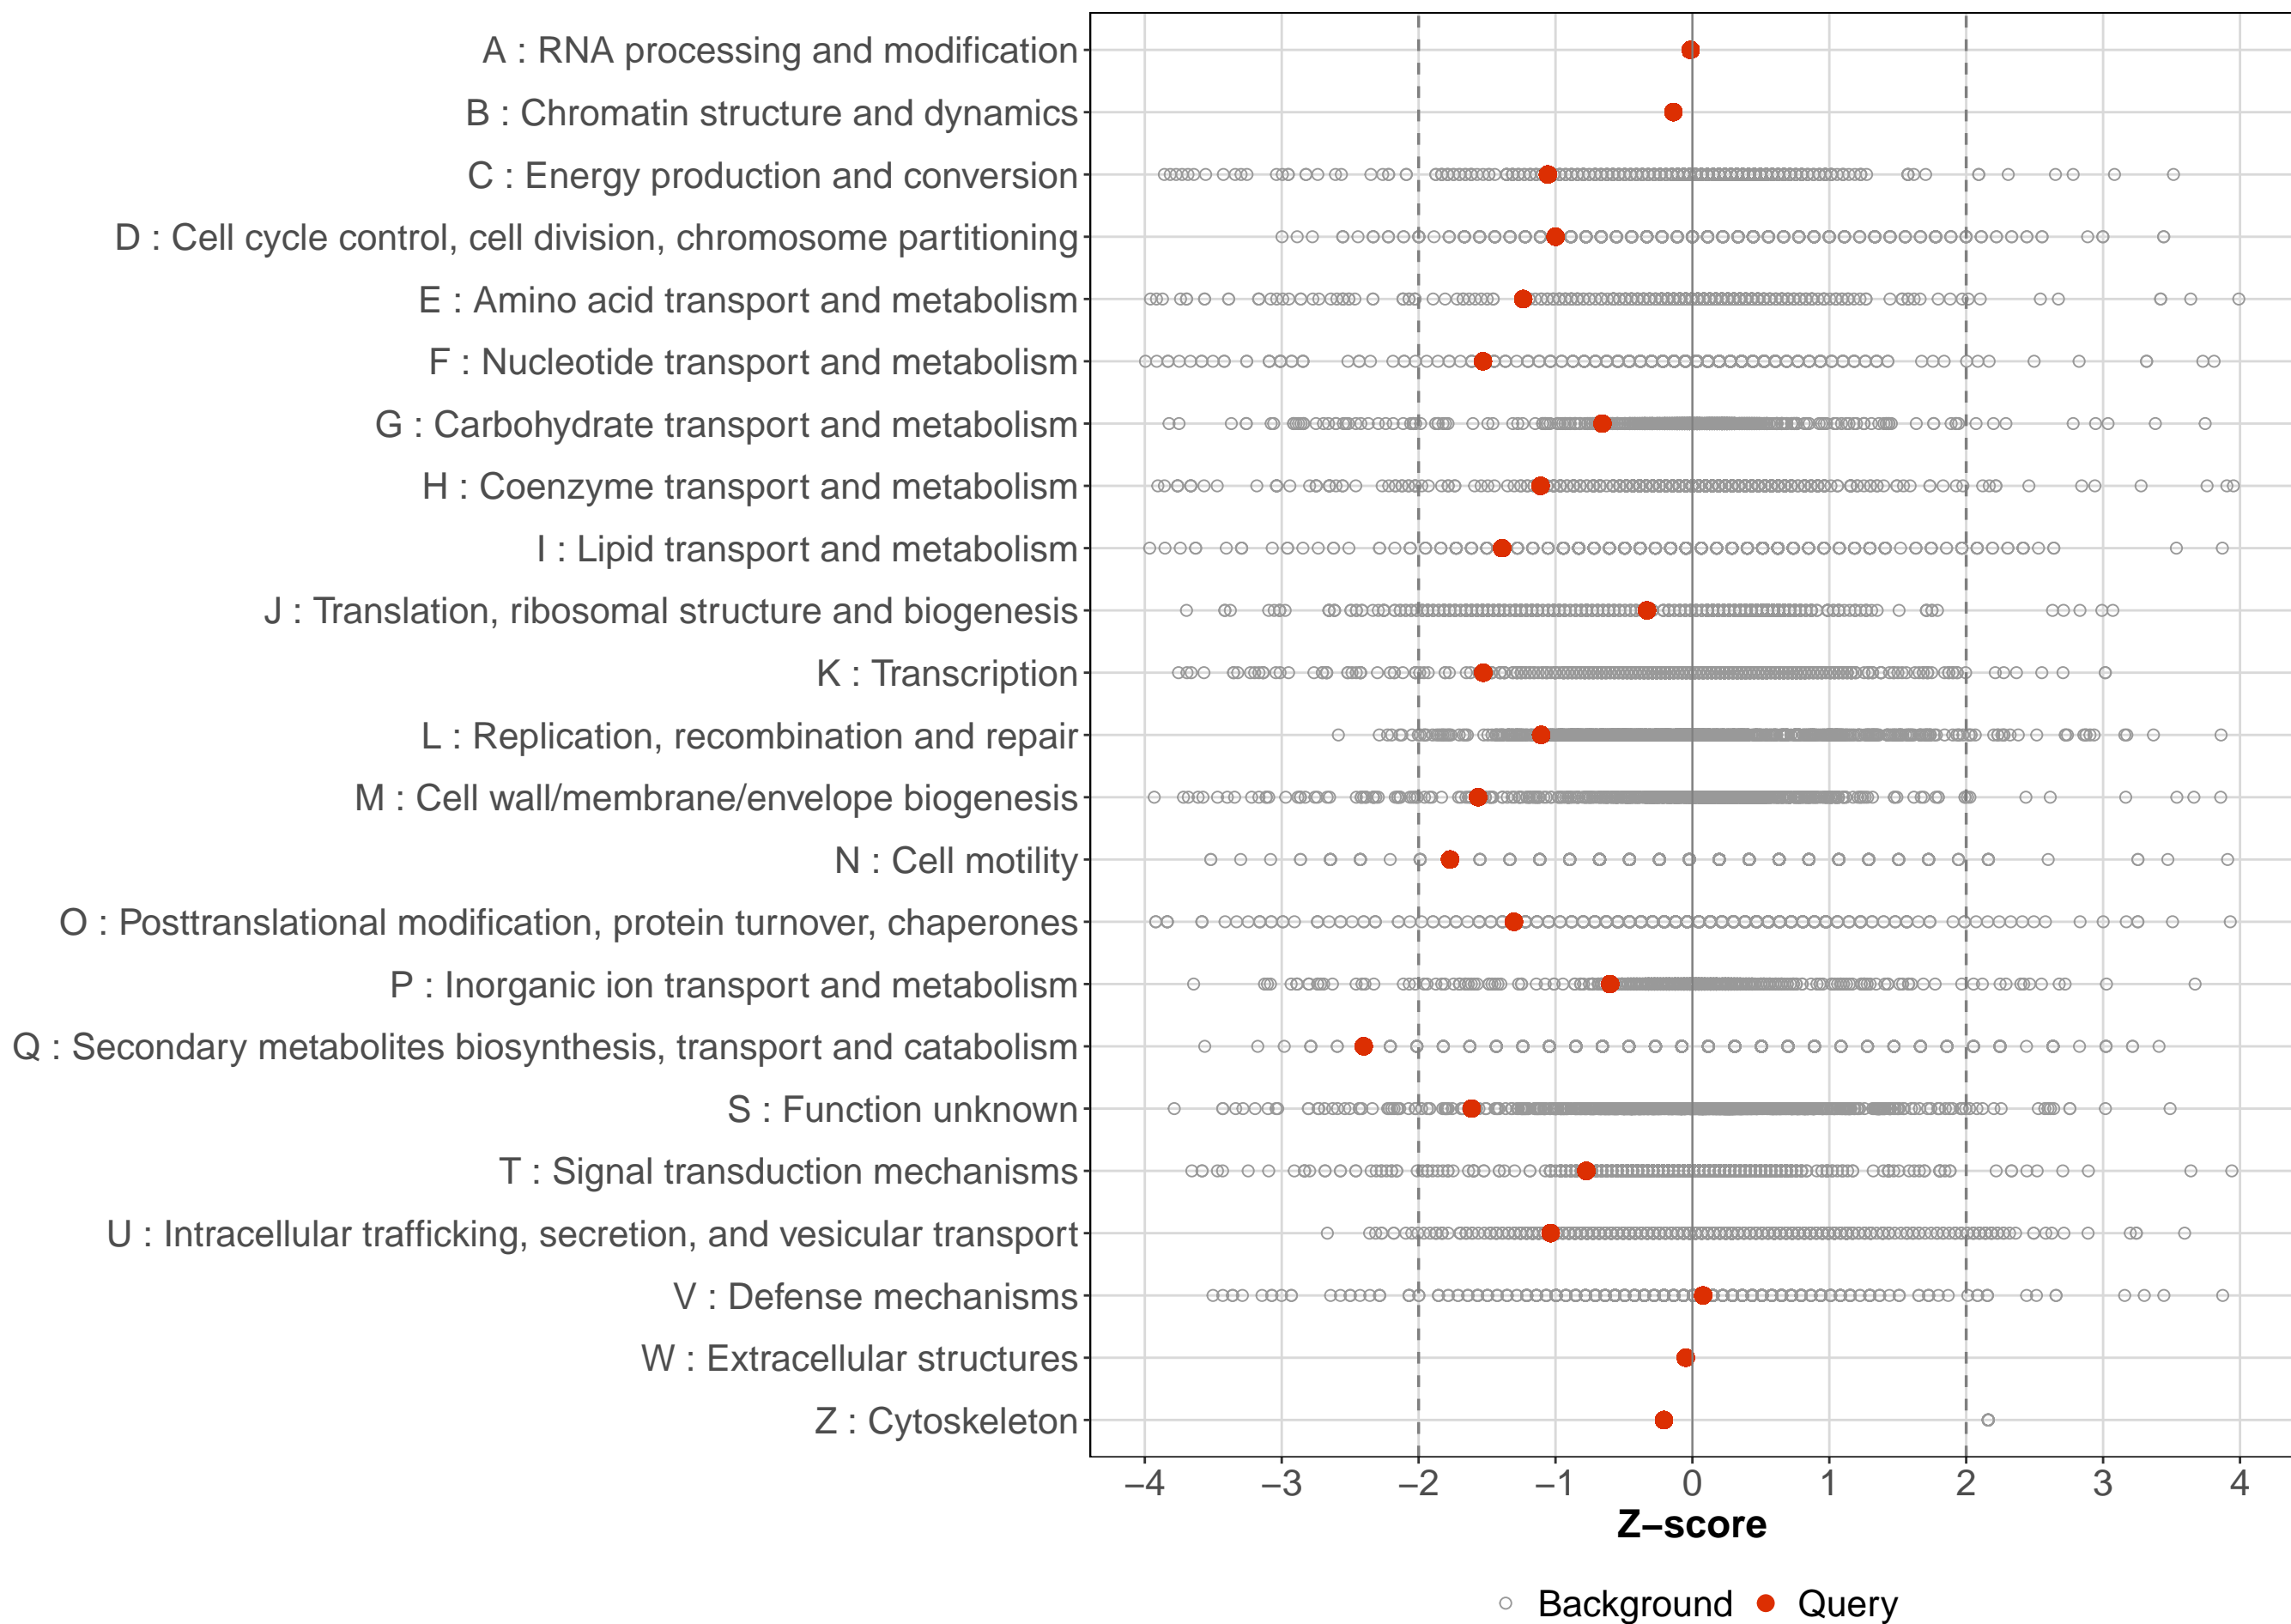 A : RNA processing and modification
B : Chromatin structure and dynamics
C : Energy production and conversion
D : Cell cycle control, cell division, chromosome partitioning
E : Amino acid transport and metabolism
F : Nucleotide transport and metabolism
G : Carbohydrate transport and metabolism
H : Coenzyme transport and metabolism
I : Lipid transport and metabolism
J : Translation, ribosomal structure and biogenesis
K : Transcription
L : Replication, recombination and repair
M : Cell wall/membrane/envelope biogenesis
N : Cell motility
O : Posttranslational modification, protein turnover, chaperones
P : Inorganic ion transport and metabolism
Q : Secondary metabolites biosynthesis, transport and catabolism
S : Function unknown
T : Signal transduction mechanisms
U : Intracellular trafficking, secretion, and vesicular transport
V : Defense mechanisms
W : Extracellular structures
Z : Cytoskeleton
−4 −3 −2 −1 0 1 2 3 4
Z−score
Background Query